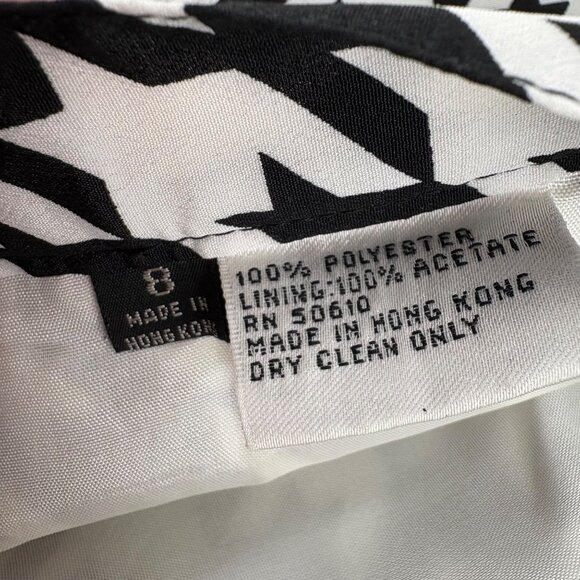 8
MADE IN
HONG KONG
100% POLYESTER
LINING:100% ACETATE
RN 50610
MADE IN HONG KONG
DRY CLEAN ONLY